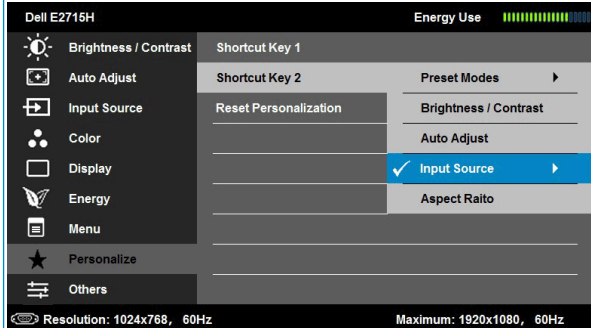 Dell E2715H Energy Use
Brightness / Contrast Shortcut Key 1
Auto Adjust Shortcut Key 2 Preset Modes
Input Source Reset Personalization Brightness / Contrast
Color Auto Adjust
Display Input Source
Energy Aspect Raito
Menu
Personalize
Others
Resolution: 1024x768, 60Hz Maximum: 1920x1080, 60Hz